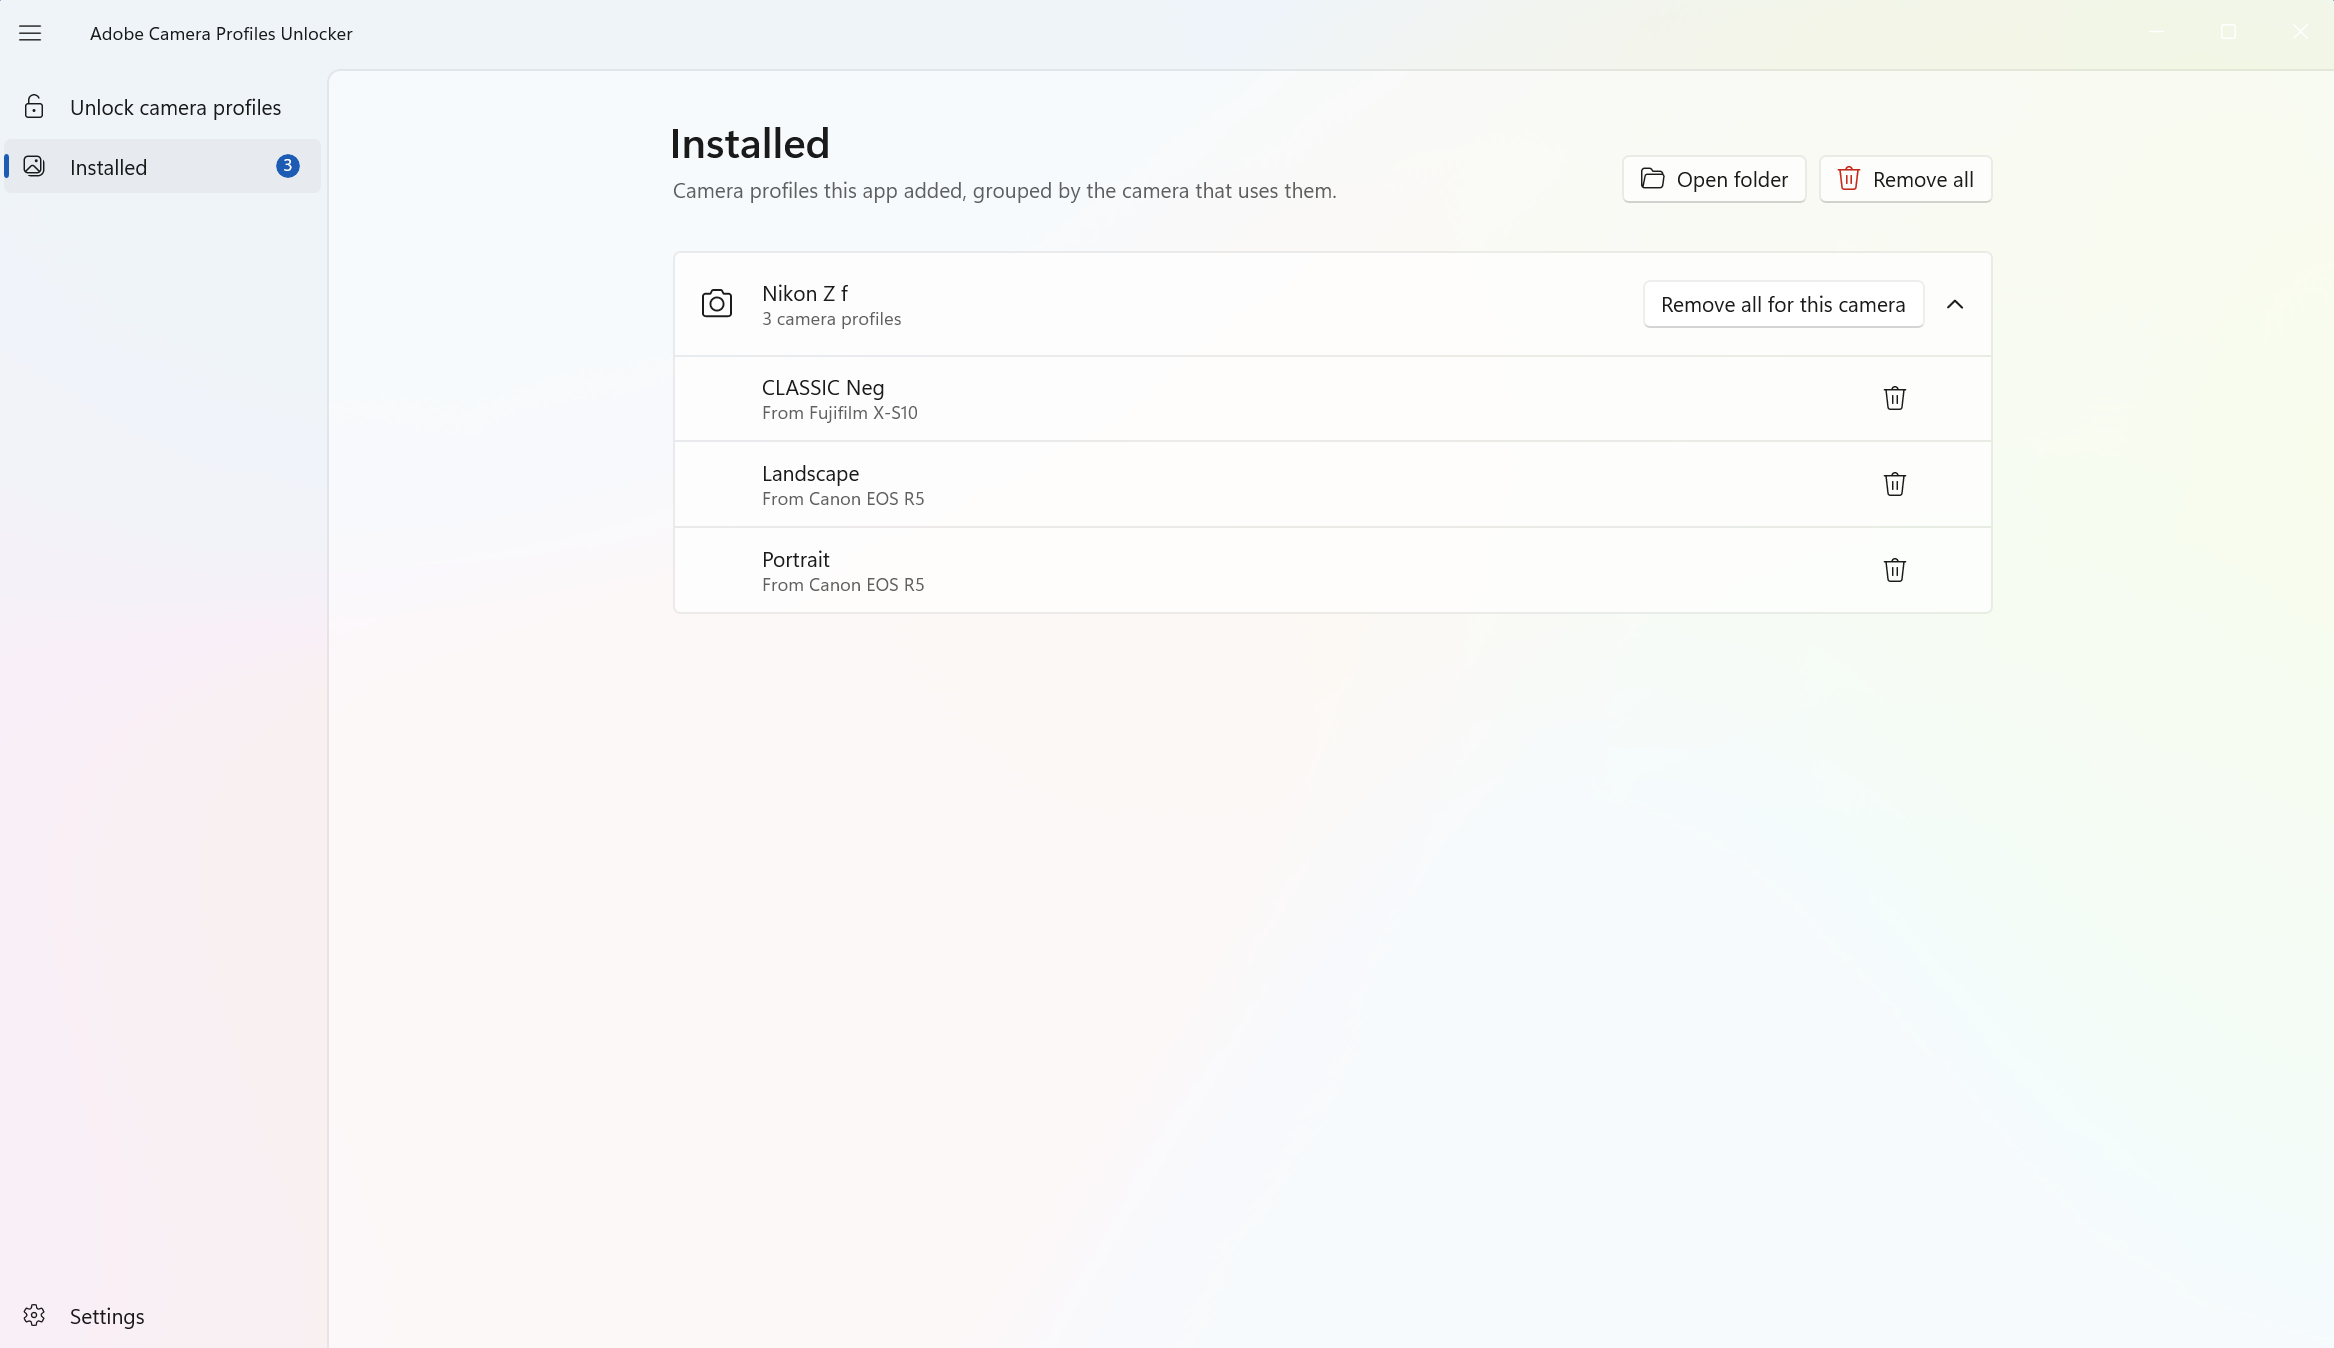 Adobe Camera Profiles Unlocker
Unlock camera profiles
Installed
3
Settings
Installed
Camera profiles this app added, grouped by the camera that uses them.
Open folder
Remove all
Nikon Z f
3 camera profiles
Remove all for this camera
CLASSIC Neg
From Fujifilm X-S10
Landscape
From Canon EOS R5
Portrait
From Canon EOS R5